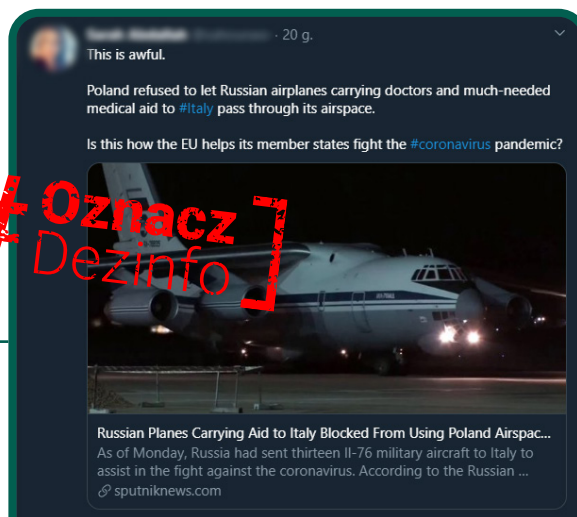 · 20 g.
This is awful.
Poland refused to let Russian airplanes carrying doctors and much-needed
medical aid to #Italy pass through its airspace.
Is this how the EU helps its member states fight the #coronavirus pandemic?
# Oznacz
Dezinfo ]
Russian Planes Carrying Aid to Italy Blocked From Using Poland Airspac...
As of Monday, Russia had sent thirteen Il-76 military aircraft to Italy to
assist in the fight against the coronavirus. According to the Russian ...
sputniknews.com